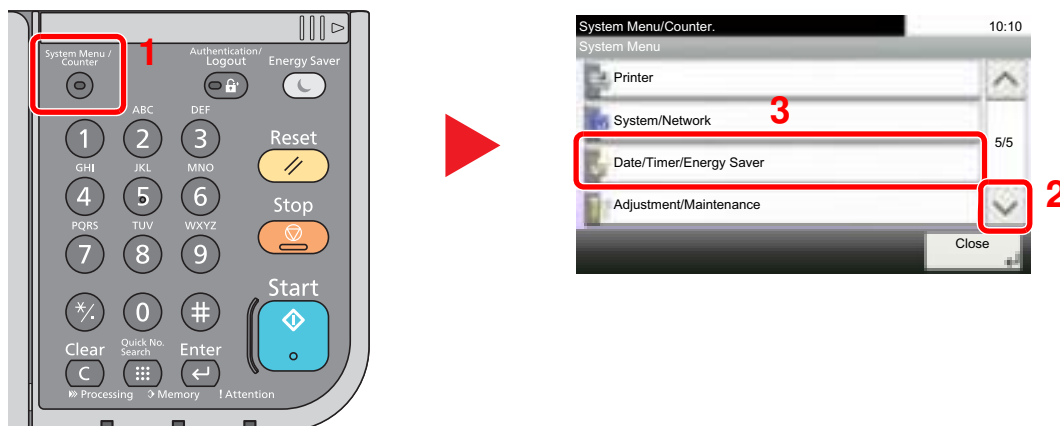 System Menu /
Counter
1
Authentication/
Logout
Energy Saver
ABC
DEF
1
2
3
Reset
GHI
JKL
MNO
4
5
6
Stop
PQRS
TUV
WXYZ
7
8
9
*/.
0
#
Start
Clear
Quick No.
Search
Enter
C
Processing
Memory
! Attention
System Menu/Counter.
10:10
System Menu
Printer
3
System/Network
5/5
Date/Timer/Energy Saver
2
Adjustment/Maintenance
Close